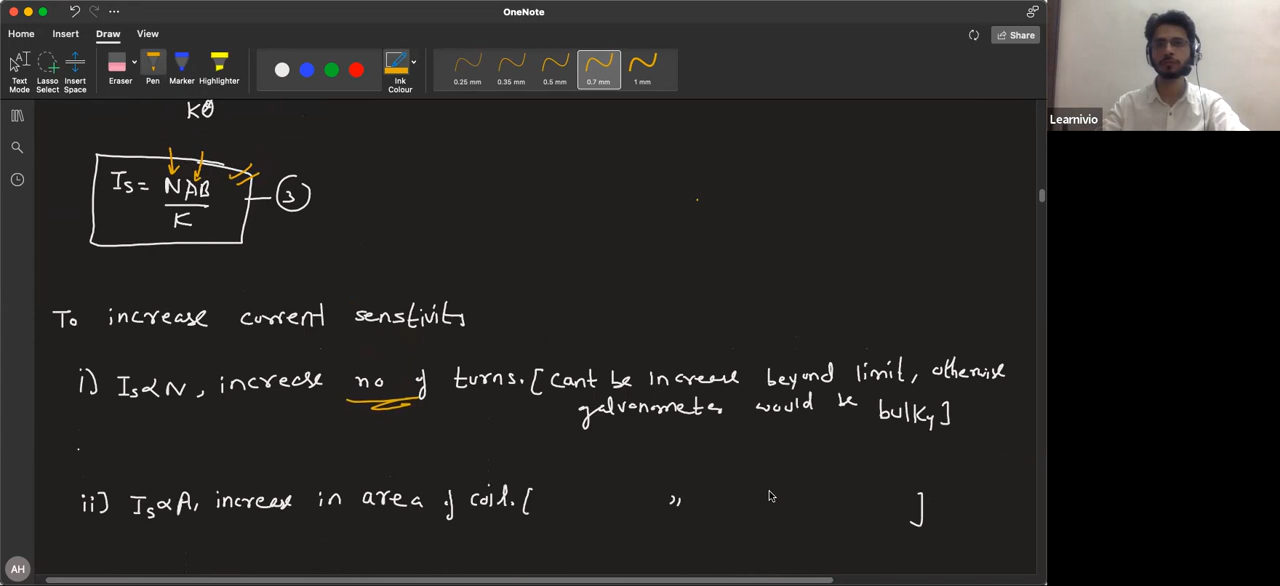 OneNote
Home Insert Draw View
Share
Text Mode
Lasso Select
Insert Space
Eraser
Pen
Marker
Highlighter
Ink Colour
0.25 mm
0.35 mm
0.5 mm
0.7 mm
1 mm
Learnivio
Kθ
Is = NAB
K
3
To increase current senstivity
i) Is∝N, increase no of turns. [Cant be increase beyond limit, otherwise
galvanometer would be bulky]
ii) Is∝A, increase in area of coil. [ ,, ]
AH